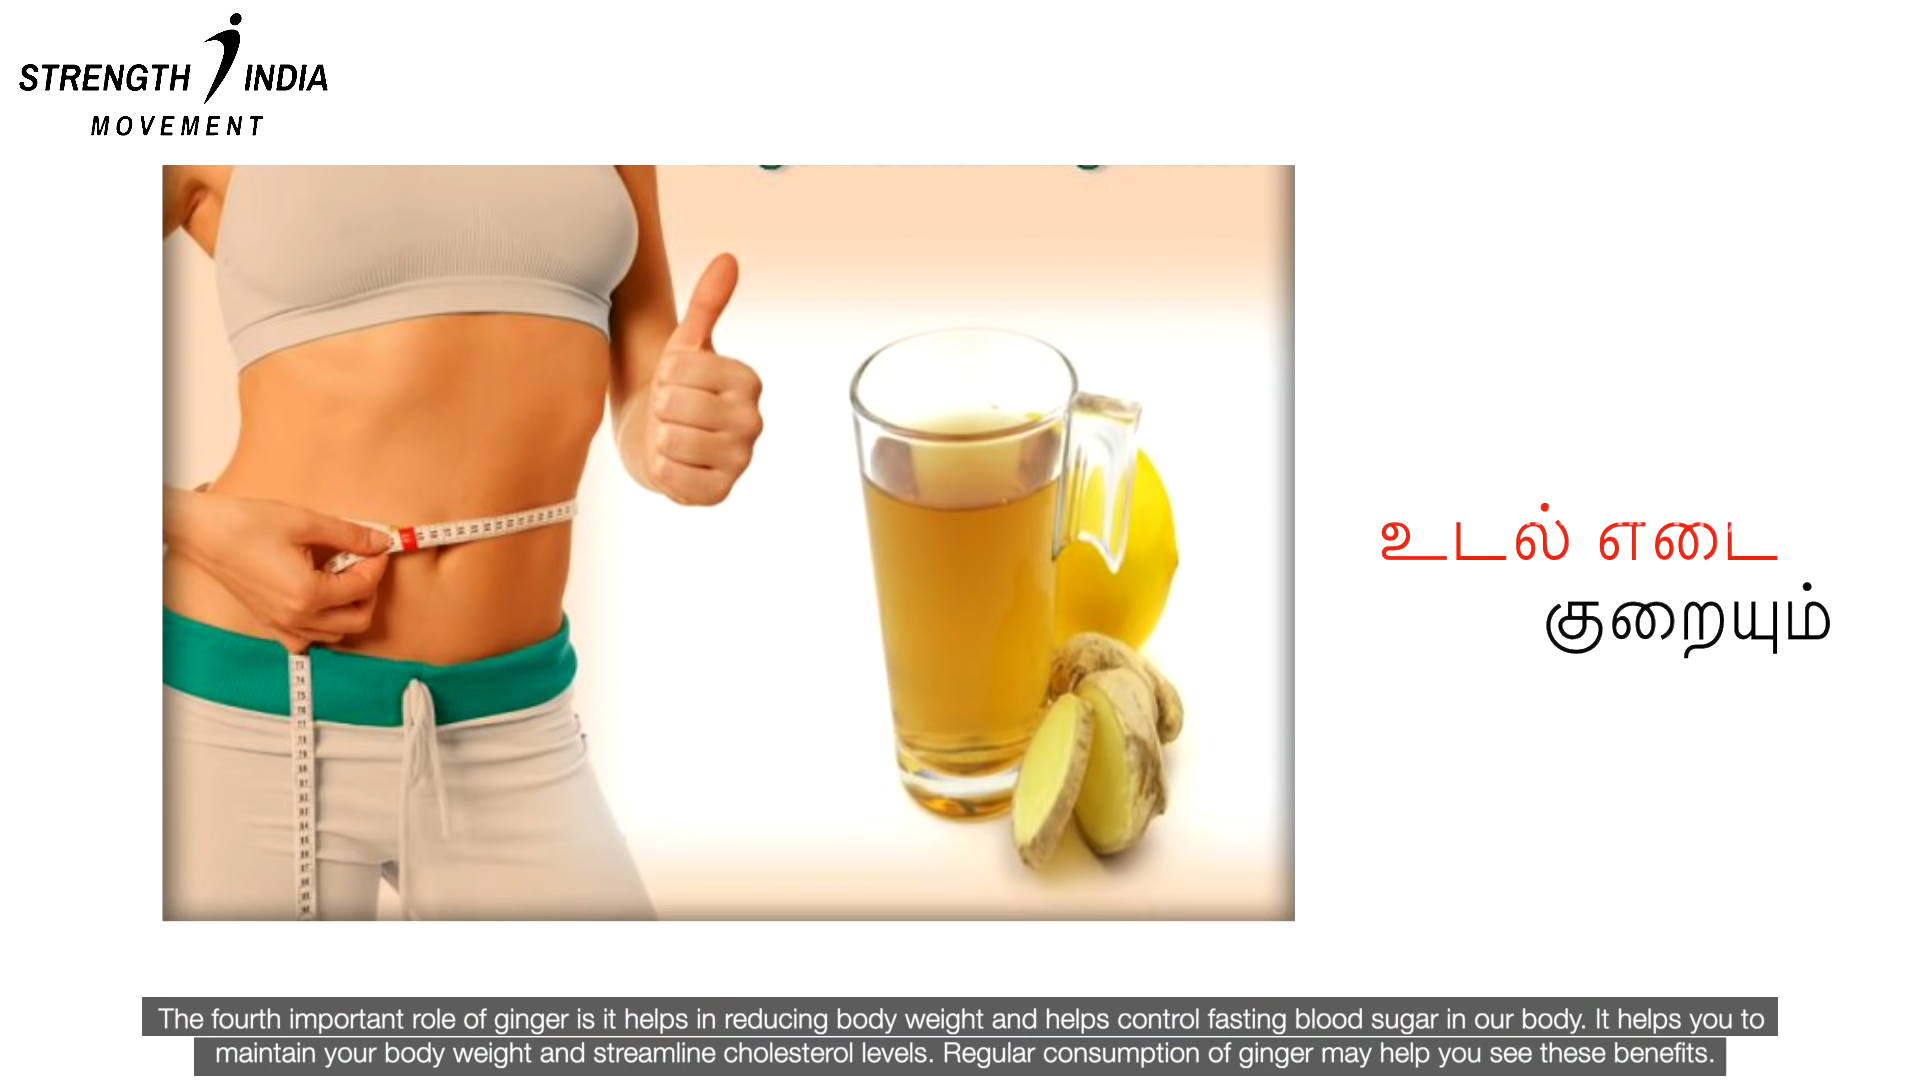 STRENGTH INDIA
MOVEMENT
உடல் எடை
குறையும்
The fourth important role of ginger is it helps in reducing body weight and helps control fasting blood sugar in our body. It helps you to
maintain your body weight and streamline cholesterol levels. Regular consumption of ginger may help you see these benefits.